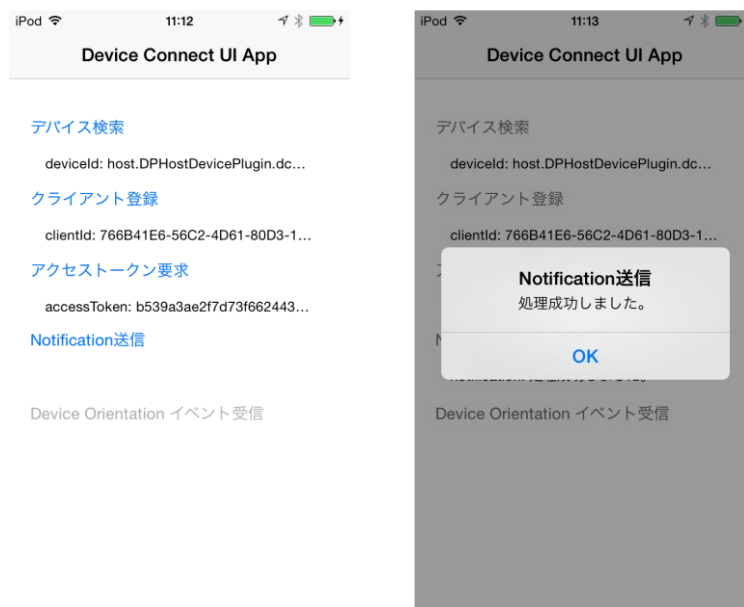 iPod 11:12
Device Connect UI App
デバイス検索
deviceId: host.DPHostDevicePlugin.dc...
クライアント登録
clientId: 766B41E6-56C2-4D61-80D3-1...
アクセストークン要求
accessToken: b539a3ae2f7d73f662443...
Notification送信
Device Orientation イベント受信
iPod 11:13
Device Connect UI App
デバイス検索
deviceId: host.DPHostDevicePlugin.dc...
クライアント登録
clientId: 766B41E6-56C2-4D61-80D3-1...
Notification送信
処理成功しました。
OK
Device Orientation イベント受信